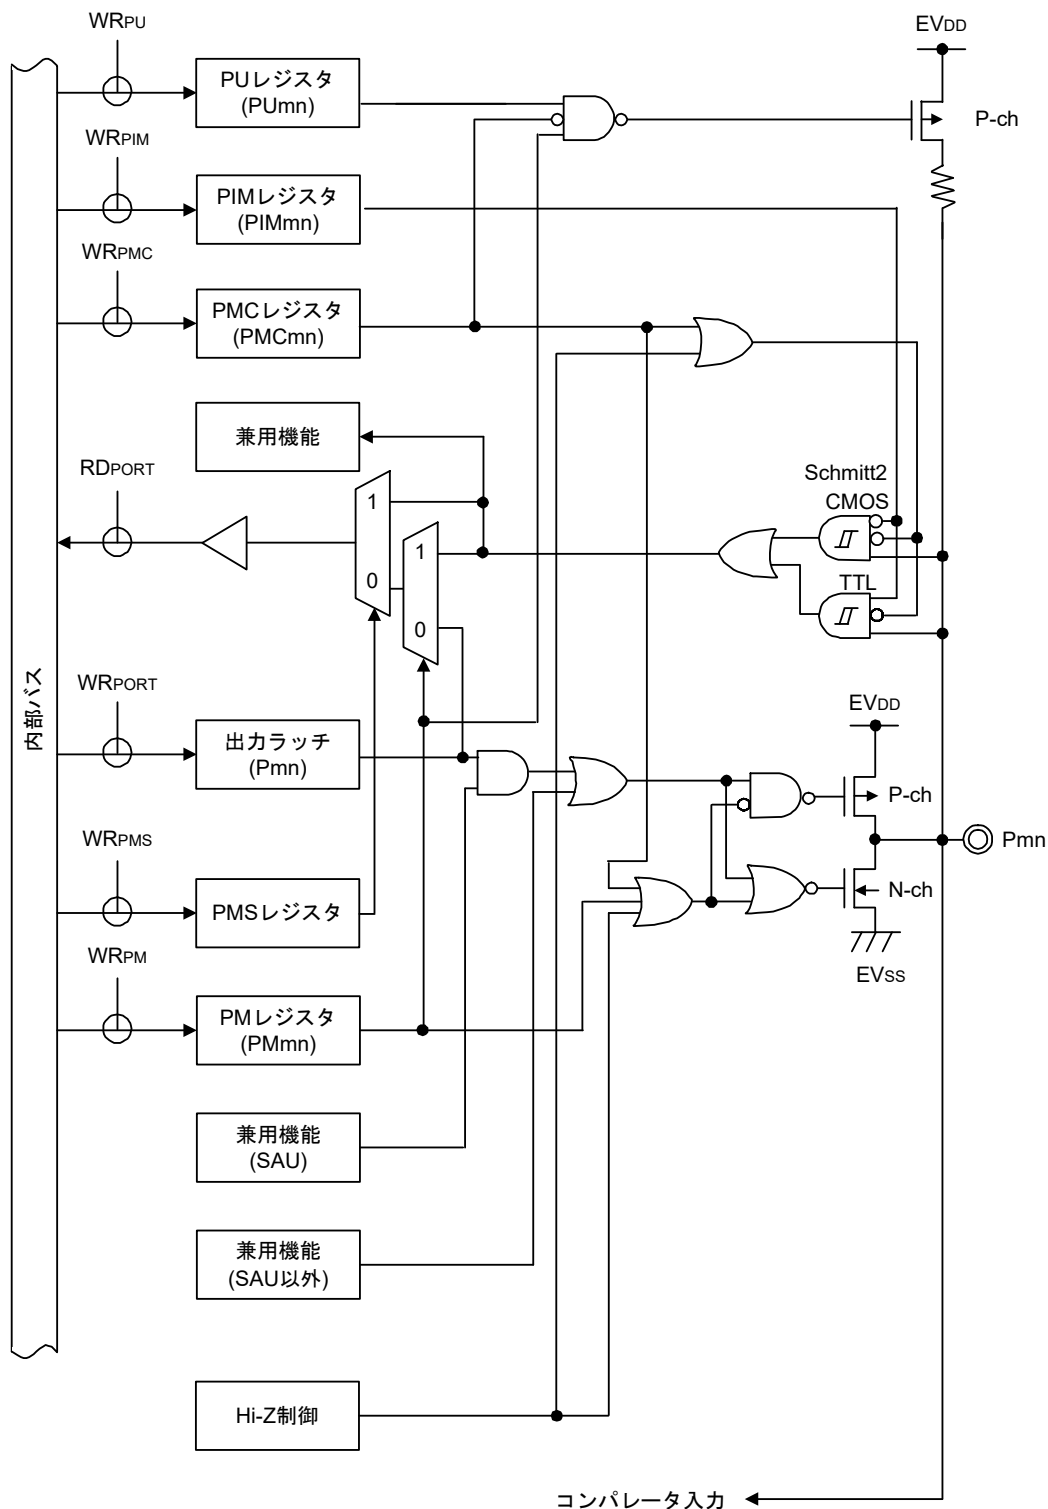 WRPU
EVDD
PUレジスタ
(PUmn)
P-ch
WRPIM
PIMレジスタ
(PIMmn)
WRPMC
PMCレジスタ
(PMCmn)
兼用機能
RDPORT
1
0
1
0
Schmitt2
CMOS
TTL
内部バス
WRPORT
出力ラッチ
(Pmn)
EVDD
P-ch
Pmn
N-ch
EVSS
WRPMS
PMSレジスタ
WRPM
PMレジスタ
(PMmn)
兼用機能
(SAU)
兼用機能
(SAU以外)
Hi-Z制御
コンパレータ入力